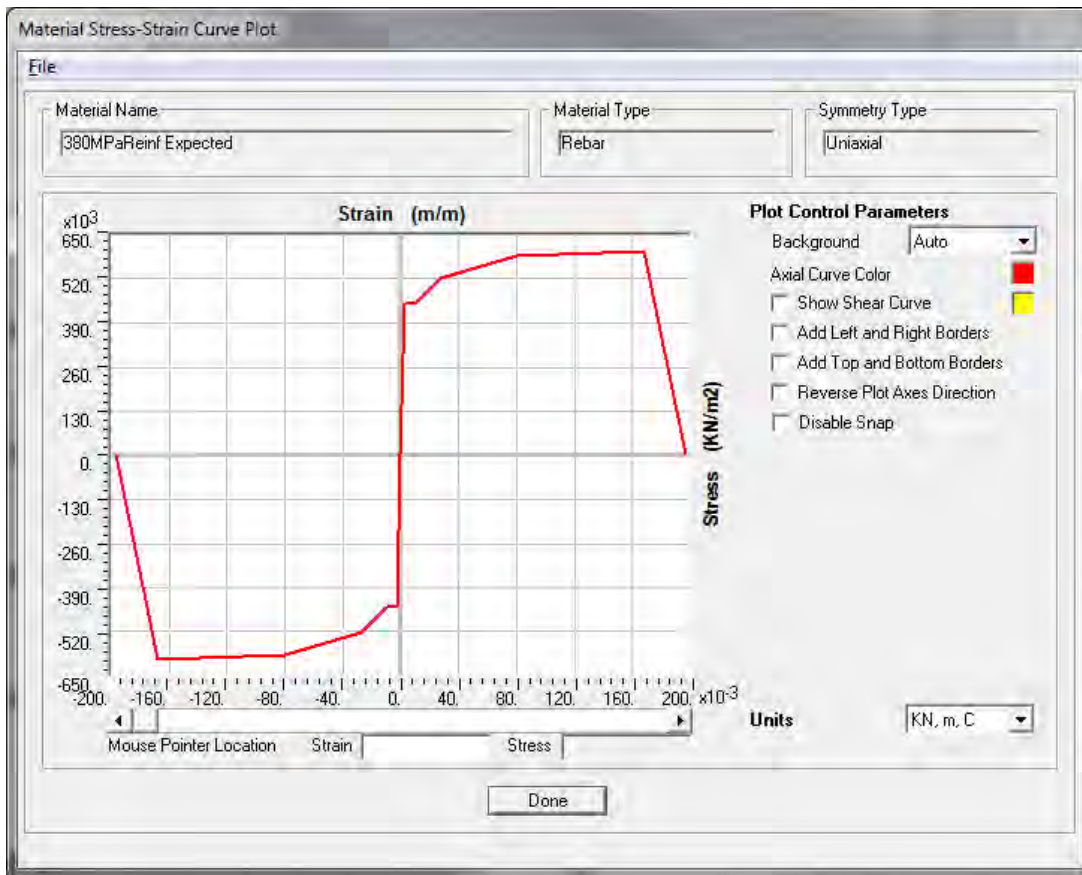 Material Stress-Strain Curve Plot
File
Material Name
380MPaReinf Expected
Material Type
Rebar
Symmetry Type
Uniaxial
Strain (m/m)
x10³
650.
520.
390.
260.
130.
0.
-130.
-260.
-390.
-520.
-650.
-200. -160. -120. -80. -40. 0. 40. 80. 120. 160. 200. x10⁻³
Stress (KN/m2)
Mouse Pointer Location Strain Stress
Plot Control Parameters
Background Auto
Axial Curve Color
Show Shear Curve
Add Left and Right Borders
Add Top and Bottom Borders
Reverse Plot Axes Direction
Disable Snap
Units KN, m, C
Done